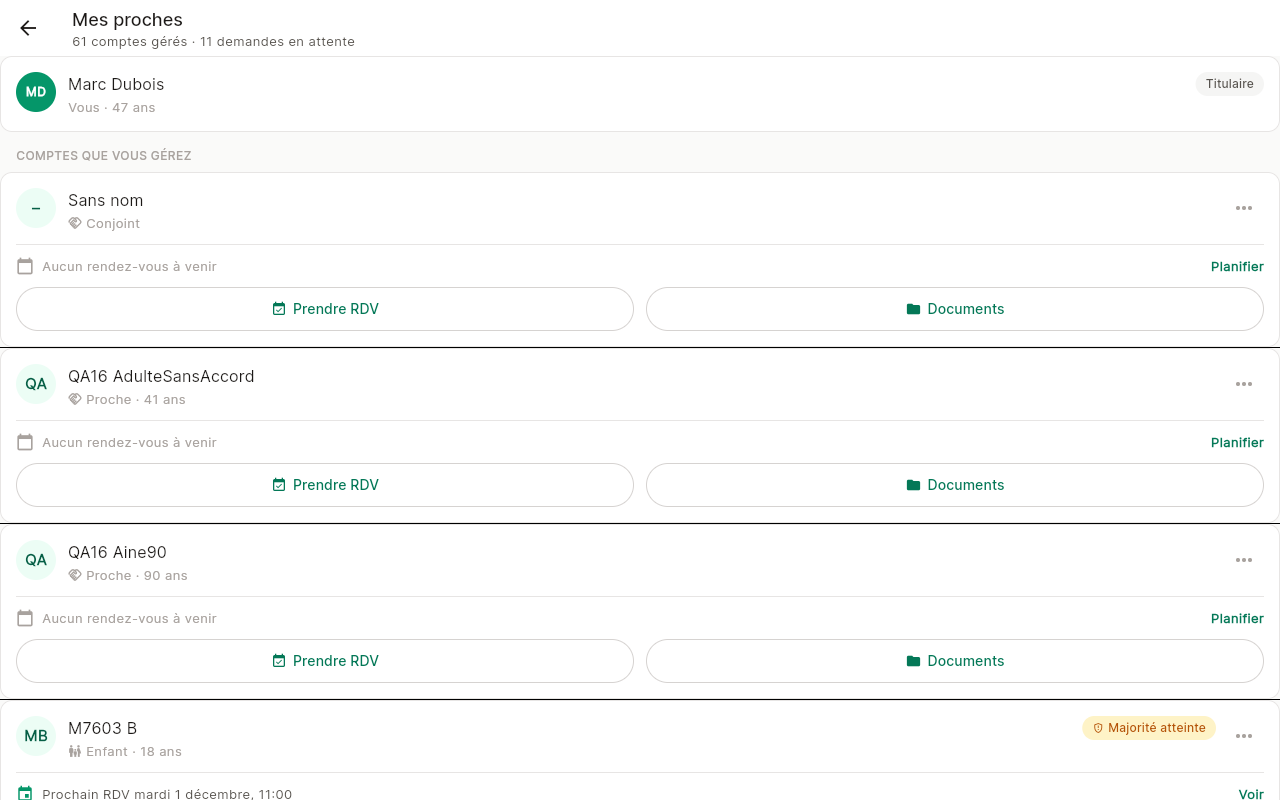 Mes proches
61 comptes gérés · 11 demandes en attente
MD
Marc Dubois
Vous · 47 ans
Titulaire
COMPTES QUE VOUS GÉREZ
–
Sans nom
Conjoint
Aucun rendez-vous à venir
Planifier
Prendre RDV
Documents
QA
QA16 AdulteSansAccord
Proche · 41 ans
Aucun rendez-vous à venir
Planifier
Prendre RDV
Documents
QA
QA16 Aine90
Proche · 90 ans
Aucun rendez-vous à venir
Planifier
Prendre RDV
Documents
MB
M7603 B
Enfant · 18 ans
Majorité atteinte
Prochain RDV mardi 1 décembre, 11:00
Voir